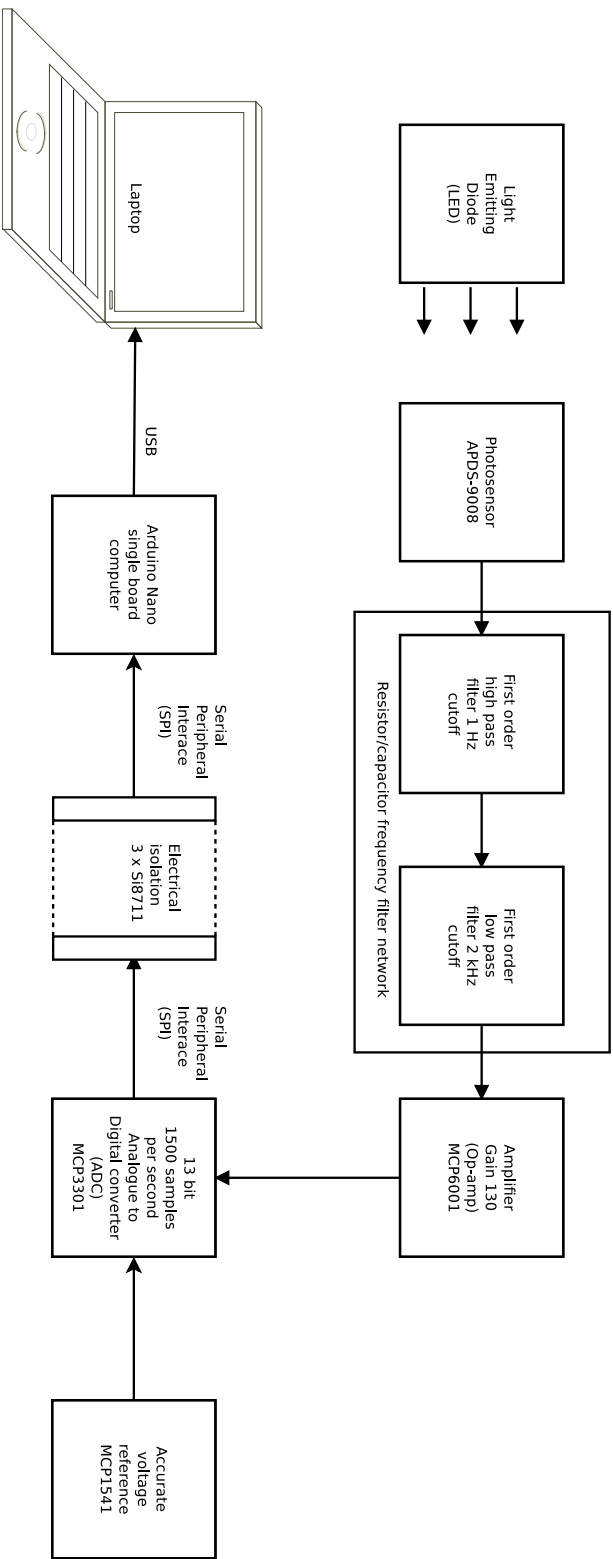 Light
Emitting
Diode
(LED)
Photosensor
APDS-9008
First order
high pass
filter 1 Hz
cutoff
First order
low pass
filter 2 kHz
cutoff
Resistor/capacitor frequency filter network
Amplifier
Gain 130
(Op-amp)
MCP6001
Laptop
USB
Arduino Nano
single board
computer
Serial
Peripheral
Interace
(SPI)
Electrical
isolation
3 x Si8711
Serial
Peripheral
Interace
(SPI)
13 bit
1500 samples
per second
Analogue to
Digital converter
(ADC)
MCP3301
Accurate
voltage
reference
MCP1541